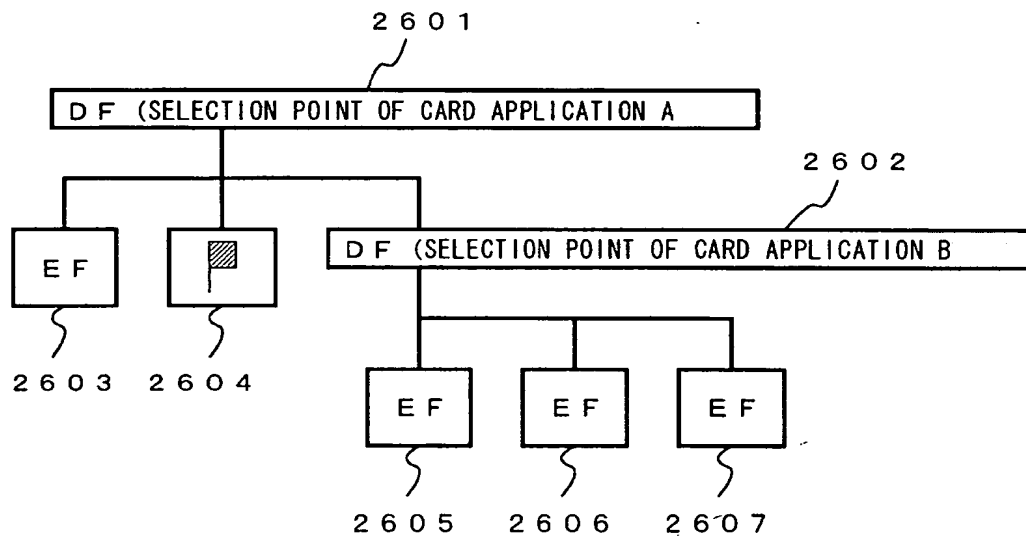 2601
DF (SELECTION POINT OF CARD APPLICATION A
2602
EF
DF (SELECTION POINT OF CARD APPLICATION B
2603
2604
EF
EF
EF
2605
2606
2607